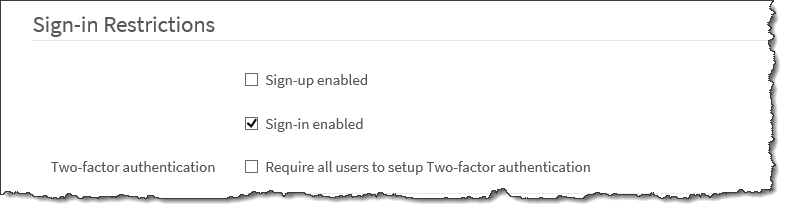 Sign-in Restrictions
Sign-up enabled
Sign-in enabled
Two-factor authentication Require all users to setup Two-factor authentication